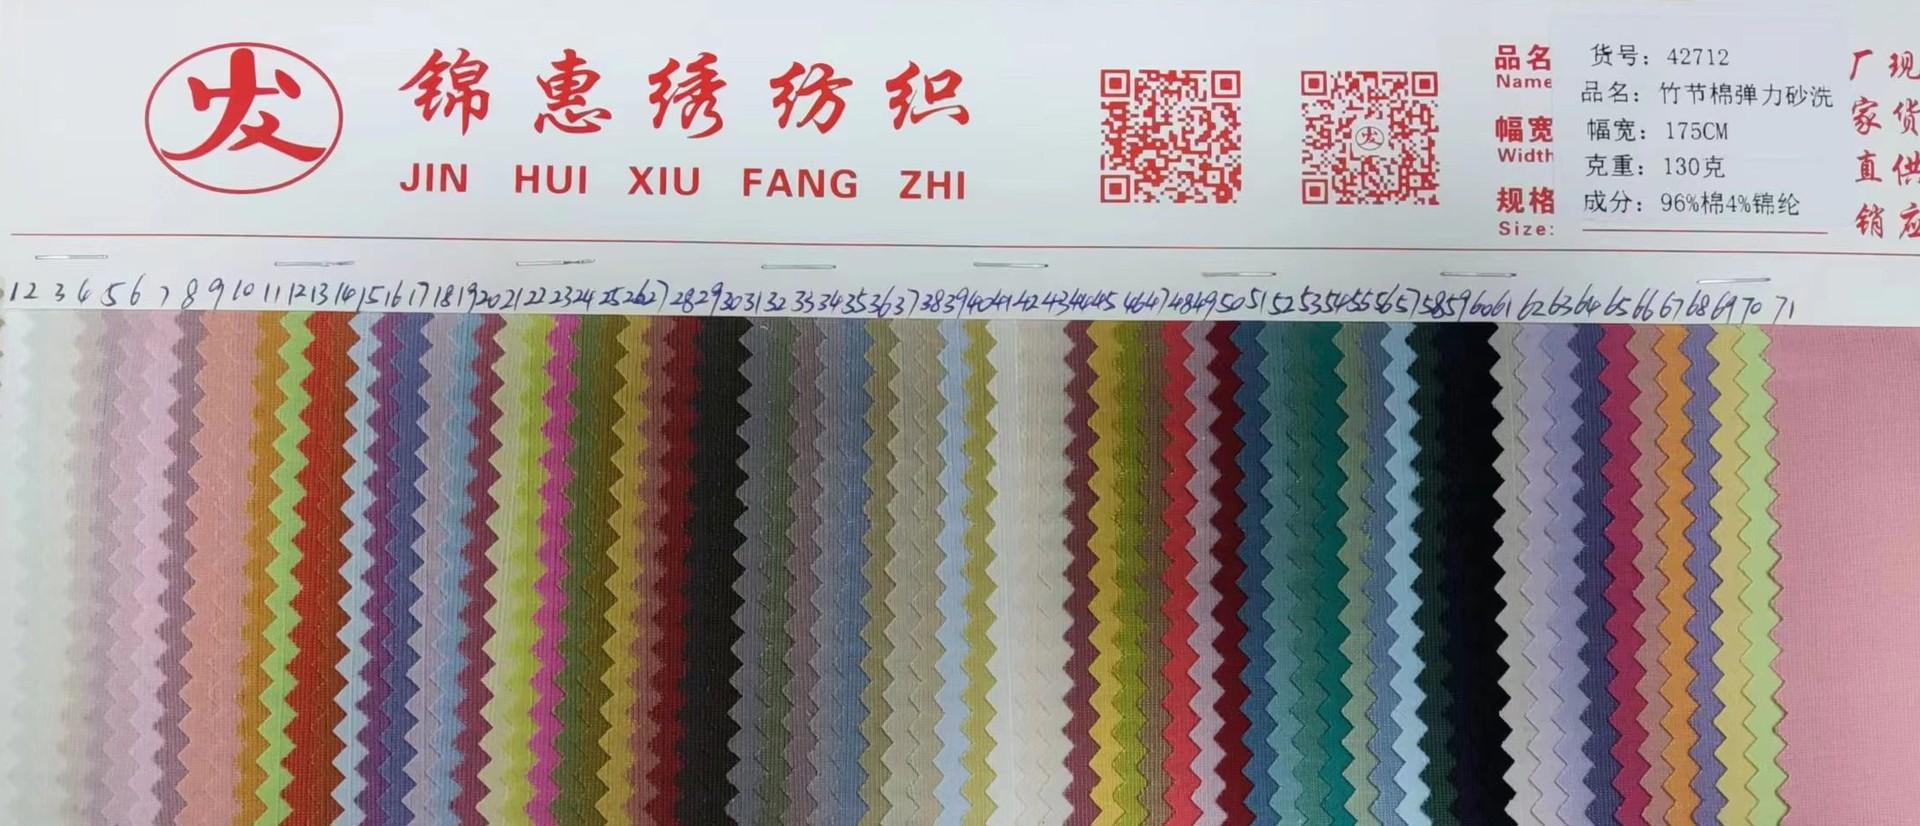 发
锦惠绣纺织
JIN HUI XIU FANG ZHI
品名
Name
幅宽
Width
规格
Size:
货号: 42712
品名: 竹节棉弹力砂洗
幅宽: 175CM
克重: 130克
成分: 96%棉4%锦纶
厂家直销
现货供应
1 2 3 4 5 6 7 8 9 10 11 12 13 14 15 16 17 18 19 20 21 22 23 24 25 26 27 28 29 30 31 32 33 34 35 36 37 38 39 40 41 42 43 44 45 46 47 48 49 50 51 52 53 54 55 56 57 58 59 60 61 62 63 64 65 66 67 68 69 70 71